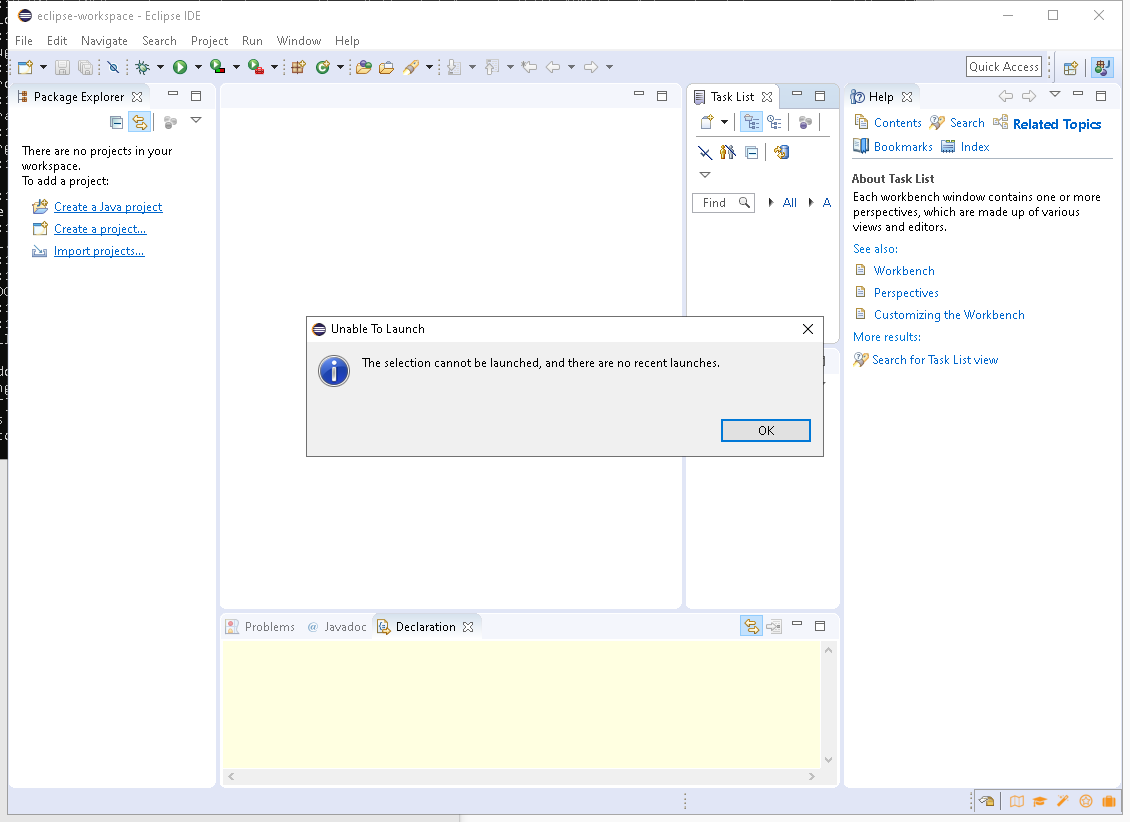 eclipse-workspace - Eclipse IDE
File Edit Navigate Search Project Run Window Help
Quick Access
Package Explorer
There are no projects in your
workspace.
To add a project:
Create a Java project
Create a project...
Import projects...
Task List
Find
All
A
Help
Contents Search Related Topics
Bookmarks Index
About Task List
Each workbench window contains one or more
perspectives, which are made up of various
views and editors.
See also:
Workbench
Perspectives
Customizing the Workbench
More results:
Search for Task List view
Unable To Launch
The selection cannot be launched, and there are no recent launches.
OK
Problems @ Javadoc Declaration